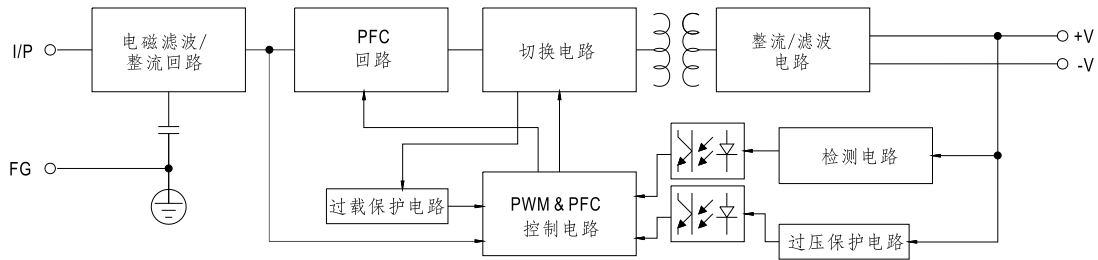 I/P
电磁滤波/
整流回路
PFC
回路
切换电路
整流/滤波
电路
+V
-V
FG
检测电路
过载保护电路
PWM & PFC
控制电路
过压保护电路